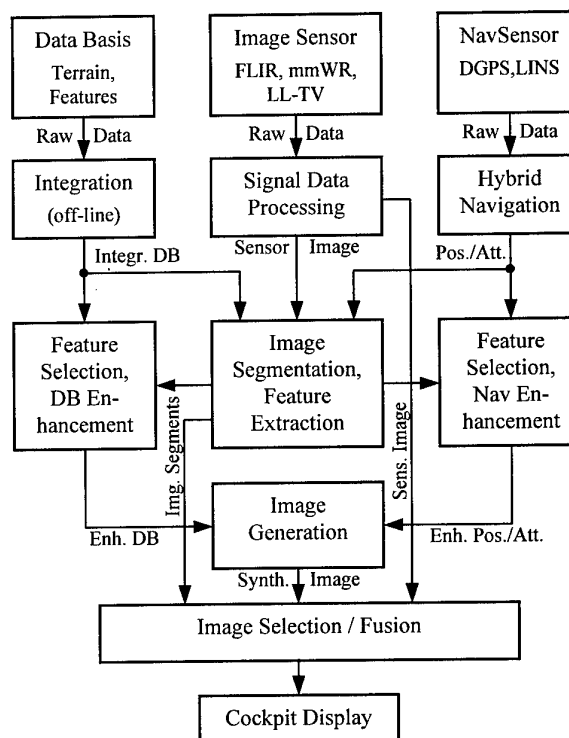 Data Basis
Terrain,
Features
Image Sensor
FLIR, mmWR,
LL-TV
NavSensor
DGPS,LINS
Raw Data
Raw Data
Raw Data
Integration
(off-line)
Signal Data
Processing
Hybrid
Navigation
Integr. DB
Sensor Image
Pos./Att.
Feature
Selection,
DB En-
hancement
Image
Segmentation,
Feature
Extraction
Feature
Selection,
Nav En-
hancement
Img. Segments
Sens. Image
Enh. DB
Image
Generation
Enh. Pos./Att.
Synth. Image
Image Selection / Fusion
Cockpit Display